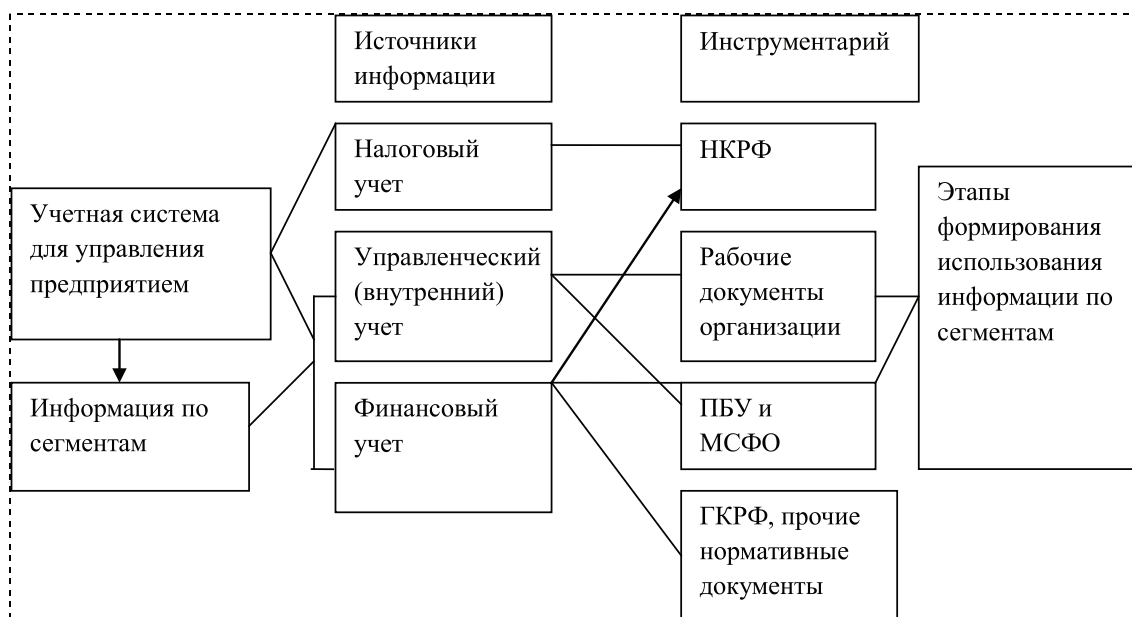 Источники
информации
Инструментарий
Налоговый
учет
НКРФ
Учетная система
для управления
предприятием
Управленческий
(внутренний)
учет
Рабочие
документы
организации
Этапы
формирования
использования
информации по
сегментам
Информация по
сегментам
Финансовый
учет
ПБУ и
МСФО
ГКРФ, прочие
нормативные
документы